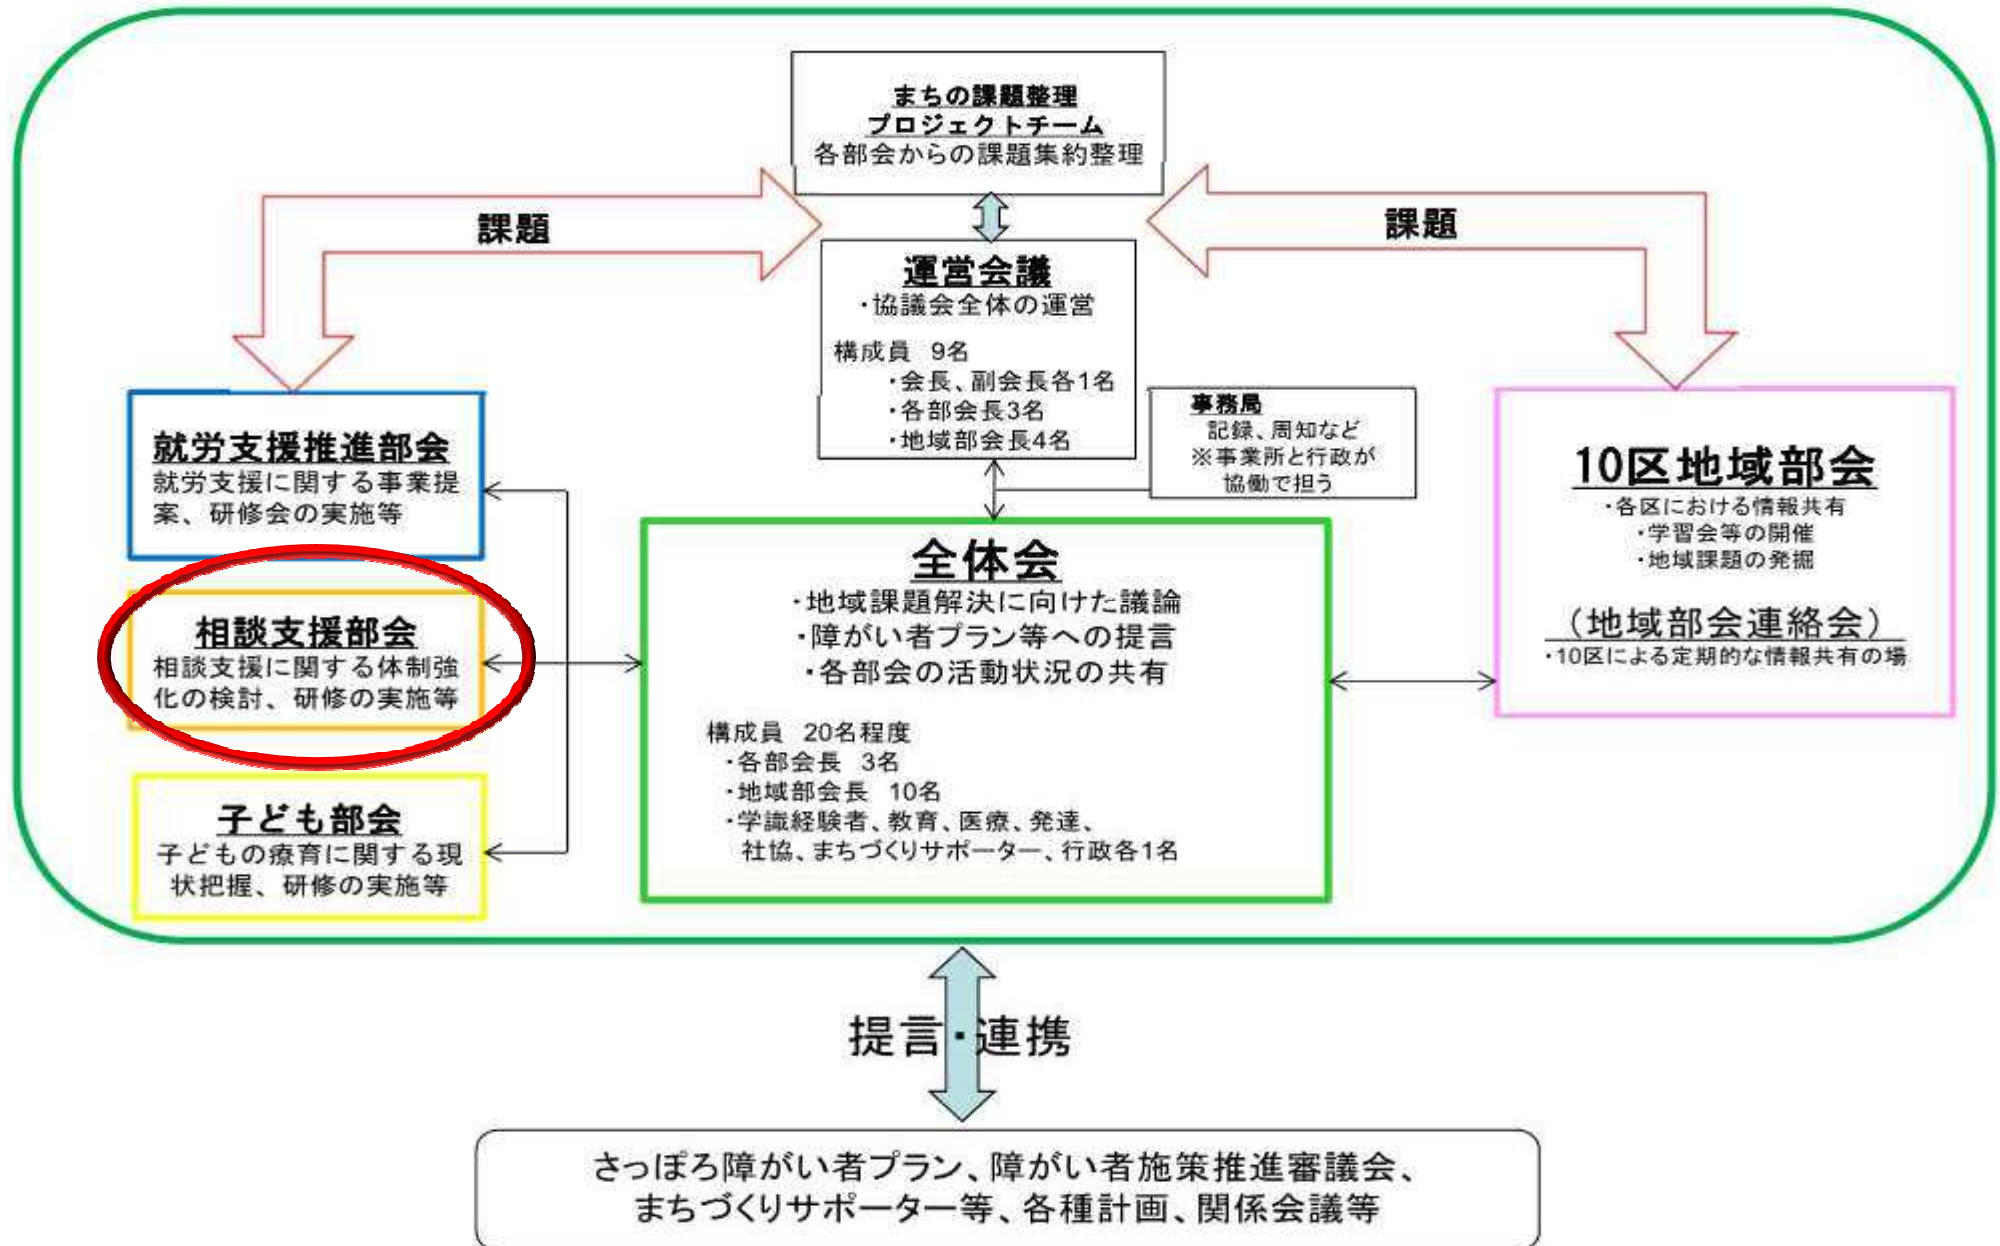 まちの課題整理
プロジェクトチーム
各部会からの課題集約整理
課題
課題
運営会議
・協議会全体の運営
構成員 9名
・会長、副会長各1名
・各部会長3名
・地域部会長4名
事務局
記録、周知など
※事業所と行政が
協働で担う
就労支援推進部会
就労支援に関する事業提
案、研修会の実施等
相談支援部会
相談支援に関する体制強
化の検討、研修の実施等
子ども部会
子どもの療育に関する現
状把握、研修の実施等
全体会
・地域課題解決に向けた議論
・障がい者プラン等への提言
・各部会の活動状況の共有
構成員 20名程度
・各部会長 3名
・地域部会長 10名
・学識経験者、教育、医療、発達、
社協、まちづくりサポーター、行政各1名
10区地域部会
・各区における情報共有
・学習会等の開催
・地域課題の発掘
（地域部会連絡会）
・10区による定期的な情報共有の場
提言・連携
さっぽろ障がい者プラン、障がい者施策推進審議会、
まちづくりサポーター等、各種計画、関係会議等